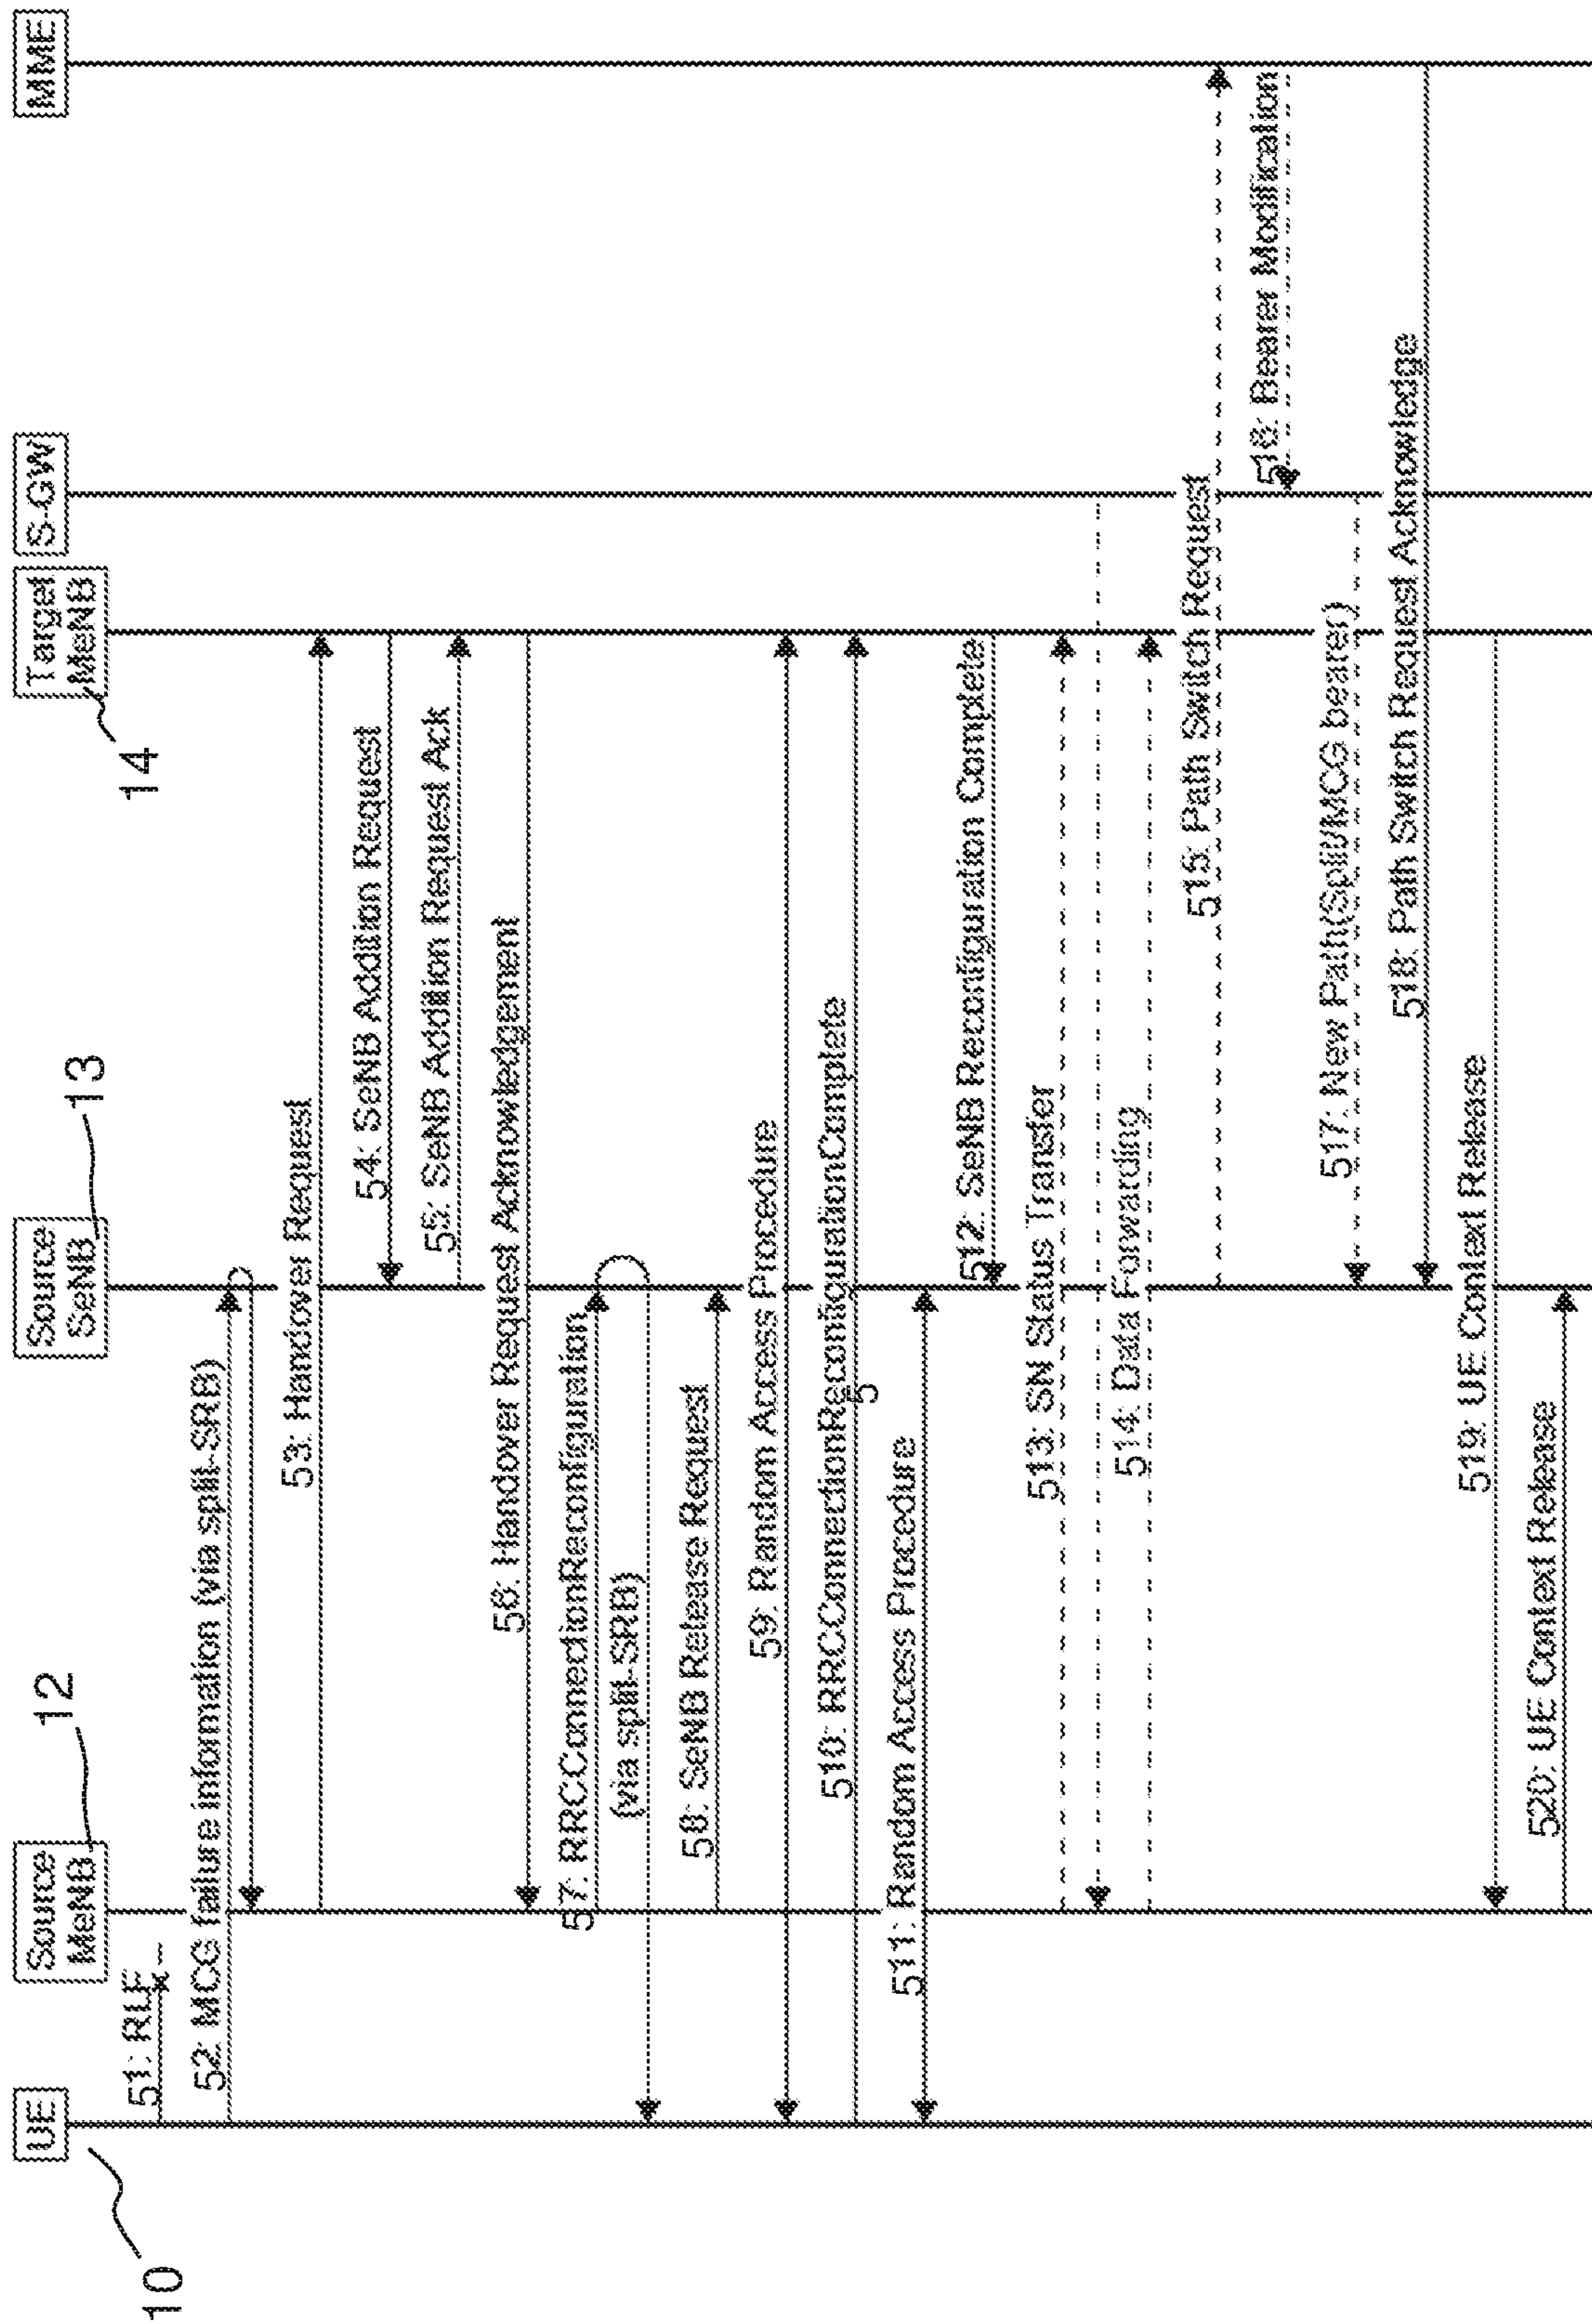 UE
Source
MeNB
Source
SeNB
Target
MeNB
S-GW
MME
10
12
13
14
51: RLF
52: MCG failure information (via split-SRB)
53: Handover Request
54: SeNB Addition Request
55: SeNB Addition Request Ack
56: Handover Request Acknowledgement
57: RRCConnectionReconfiguration
(via split-SRB)
58: SeNB Release Request
59: Random Access Procedure
510: RRCConnectionReconfigurationComplete
5
511: Random Access Procedure
512: SeNB Reconfiguration Complete
513: SN Status Transfer
514: Data Forwarding
515: Path Switch Request
516: Bearer Modification
517: New Path(Split/MCG bearer)
518: Path Switch Request Acknowledge
519: UE Context Release
520: UE Context Release